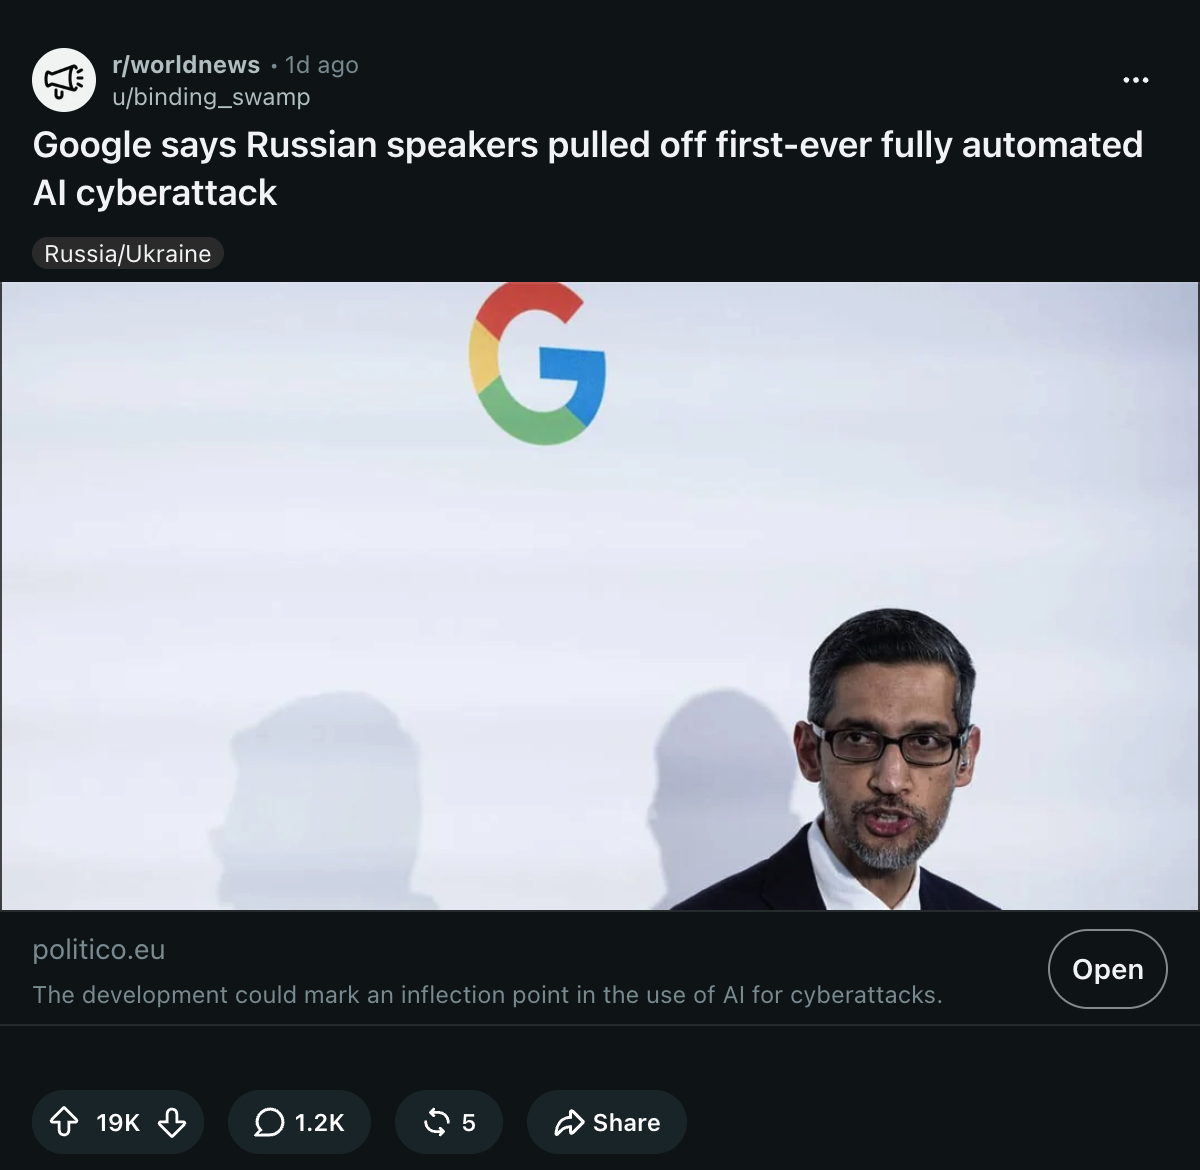 r/worldnews • 1d ago
u/binding_swamp
Google says Russian speakers pulled off first-ever fully automated
AI cyberattack
Russia/Ukraine
G
politico.eu
Open
The development could mark an inflection point in the use of AI for cyberattacks.
19K 1.2K 5 Share